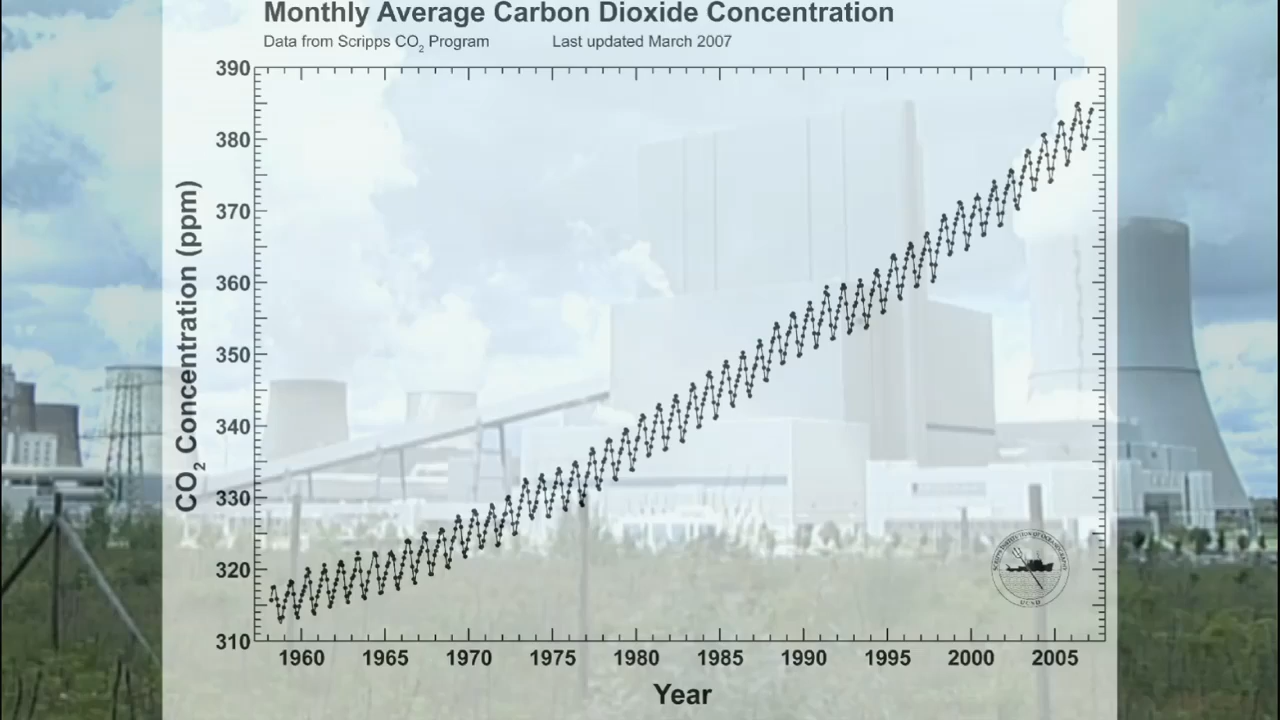 Monthly Average Carbon Dioxide Concentration
Data from Scripps CO₂ Program Last updated March 2007
390
380
370
360
350
340
330
320
310
CO₂ Concentration (ppm)
1960 1965 1970 1975 1980 1985 1990 1995 2000 2005
Year